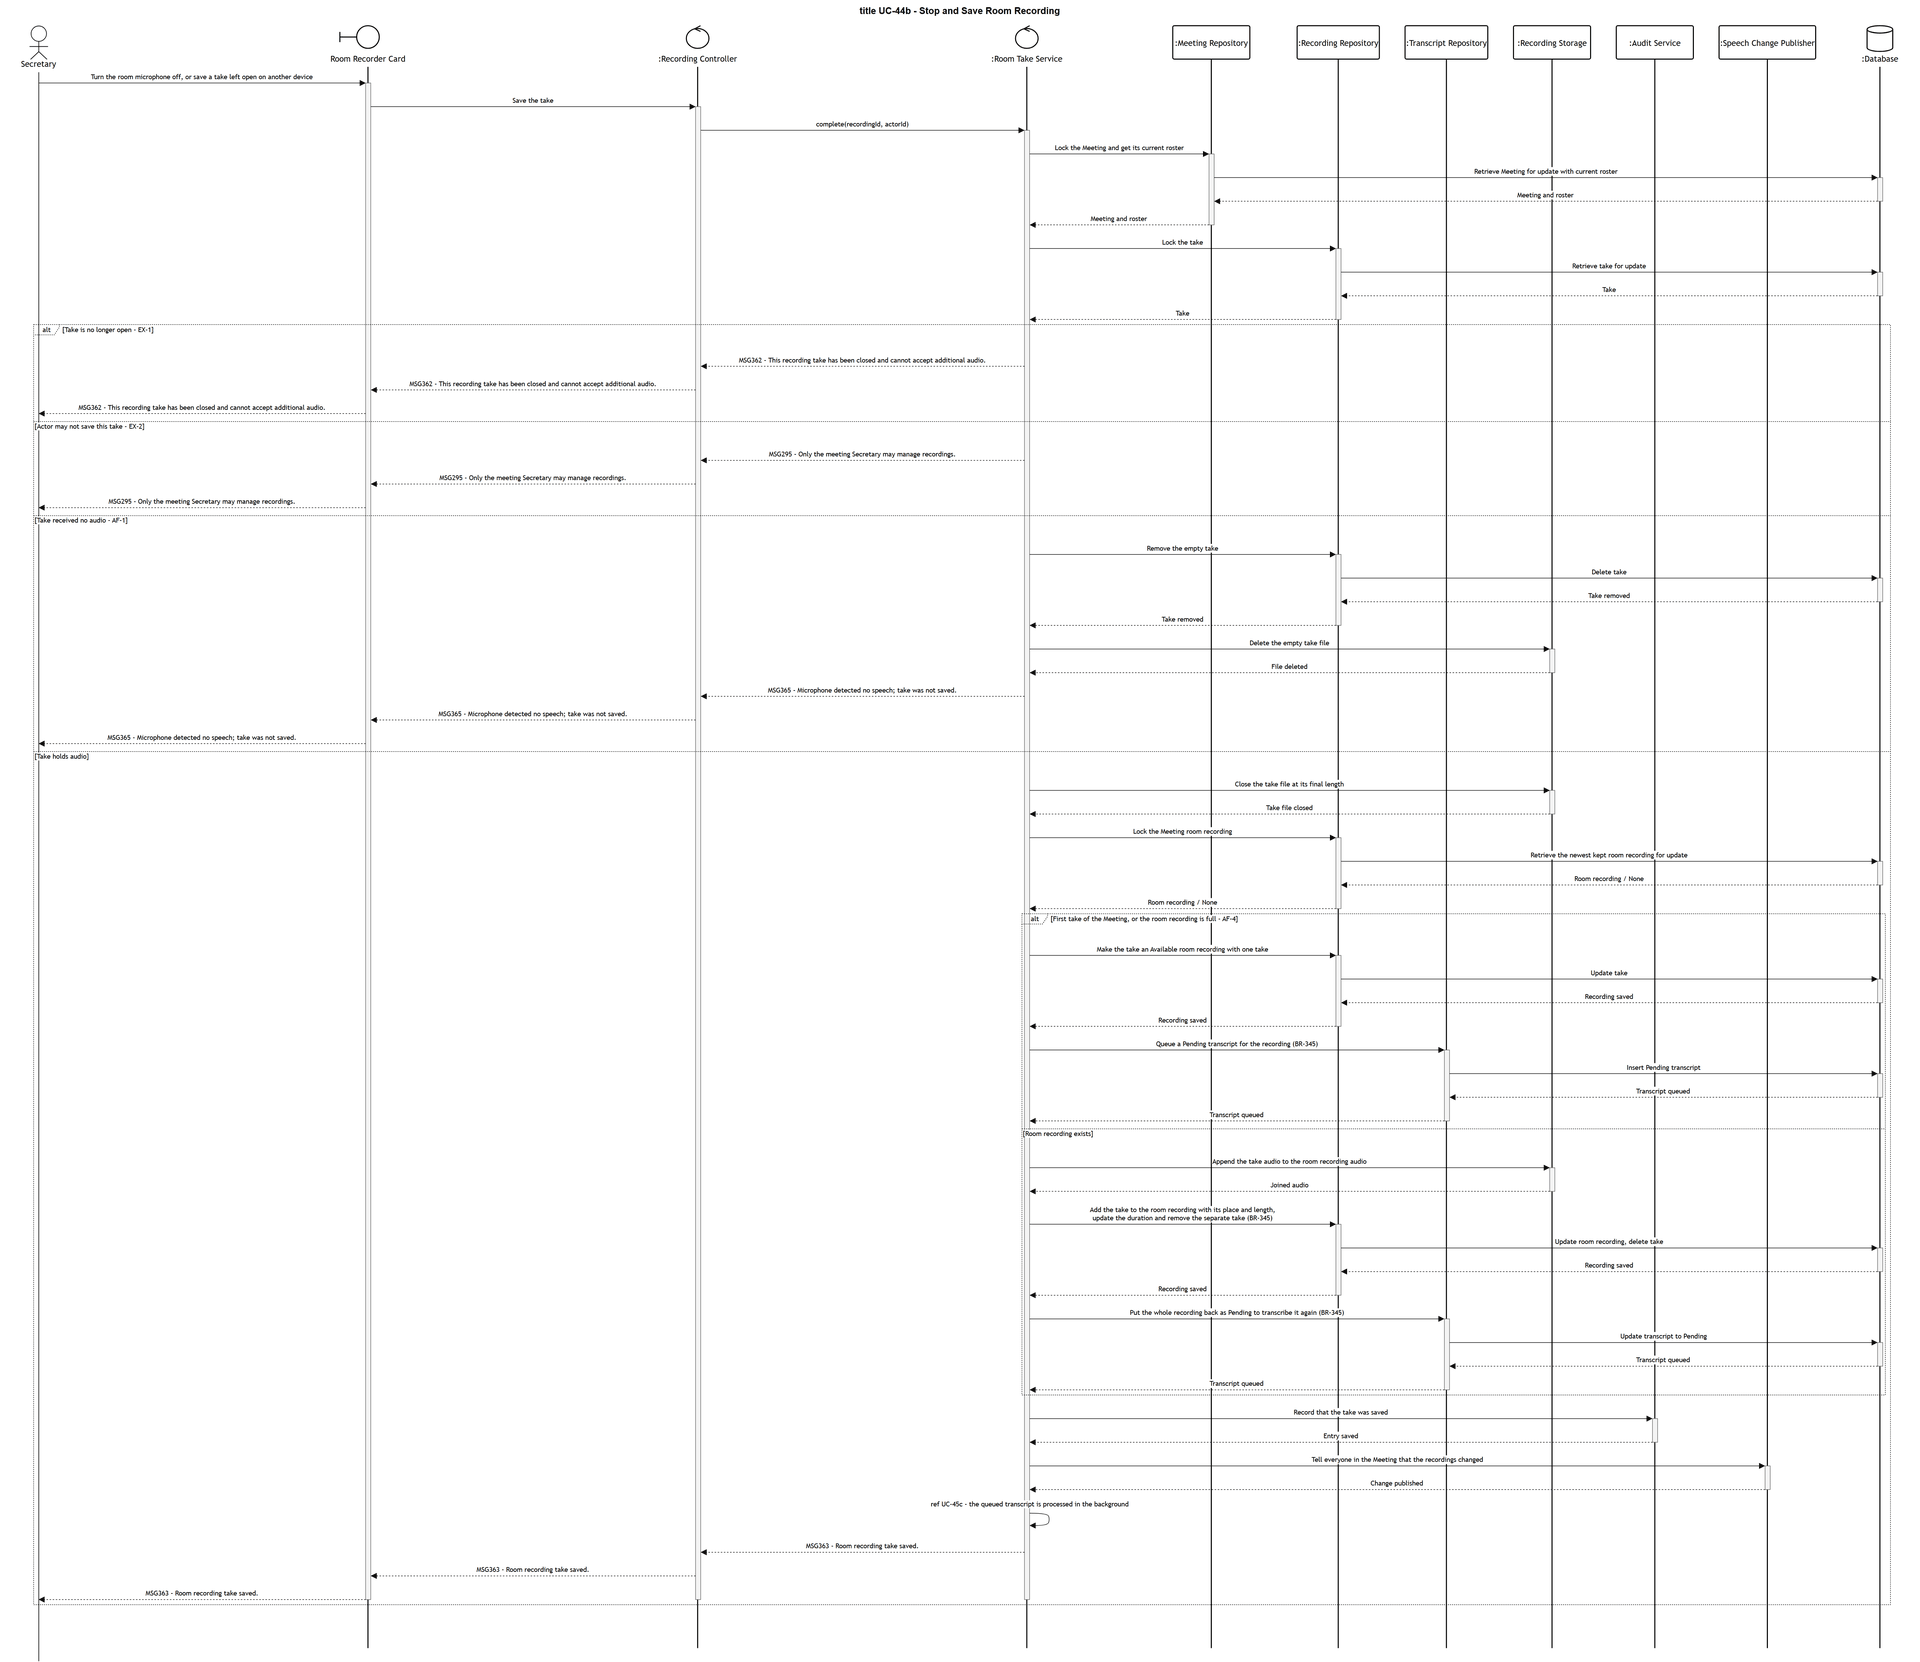 title UC-44b - Stop and Save Room Recording
Secretary
Room Recorder Card
:Recording Controller
:Room Take Service
:Meeting Repository
:Recording Repository
:Transcript Repository
:Recording Storage
:Audit Service
:Speech Change Publisher
:Database
Turn the room microphone off, or save a take left open on another device
Save the take
complete(recordingId, actorId)
Lock the Meeting and get its current roster
Retrieve Meeting for update with current roster
Meeting and roster
Meeting and roster
Lock the take
Retrieve take for update
Take
Take
alt [Take is no longer open - EX-1]
MSG362 - This recording take has been closed and cannot accept additional audio.
MSG362 - This recording take has been closed and cannot accept additional audio.
MSG362 - This recording take has been closed and cannot accept additional audio.
[Actor may not save this take - EX-2]
MSG295 - Only the meeting Secretary may manage recordings.
MSG295 - Only the meeting Secretary may manage recordings.
MSG295 - Only the meeting Secretary may manage recordings.
[Take received no audio - AF-1]
Remove the empty take
Delete take
Take removed
Take removed
Delete the empty take file
File deleted
MSG365 - Microphone detected no speech; take was not saved.
MSG365 - Microphone detected no speech; take was not saved.
MSG365 - Microphone detected no speech; take was not saved.
[Take holds audio]
Close the take file at its final length
Take file closed
Lock the Meeting room recording
Retrieve the newest kept room recording for update
Room recording / None
Room recording / None
alt [First take of the Meeting, or the room recording is full - AF-4]
Make the take an Available room recording with one take
Update take
Recording saved
Recording saved
Queue a Pending transcript for the recording (BR-345)
Insert Pending transcript
Transcript queued
Transcript queued
[Room recording exists]
Append the take audio to the room recording audio
Joined audio
Add the take to the room recording with its place and length,
update the duration and remove the separate take (BR-345)
Update room recording, delete take
Recording saved
Recording saved
Put the whole recording back as Pending to transcribe it again (BR-345)
Update transcript to Pending
Transcript queued
Transcript queued
Record that the take was saved
Entry saved
Tell everyone in the Meeting that the recordings changed
Change published
ref UC-45c - the queued transcript is processed in the background
MSG363 - Room recording take saved.
MSG363 - Room recording take saved.
MSG363 - Room recording take saved.